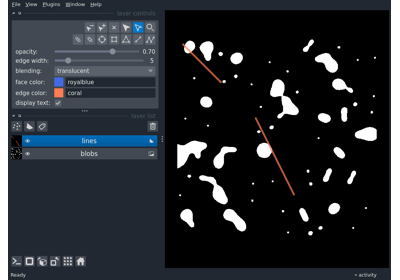 File View Plugins Window Help
layer controls
opacity: 0.70
edge width: 5
blending: translucent
face color: royalblue
edge color: coral
display text:
layer list
lines
blobs
Ready
activity